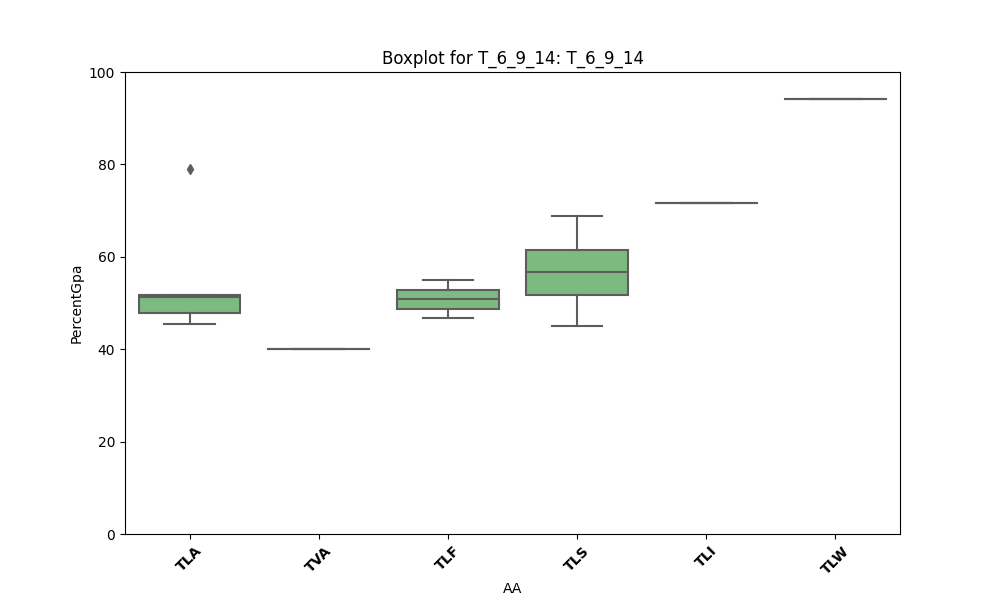 Boxplot for T_6_9_14: T_6_9_14
100
80
60
40
20
0
PercentGpa
TLA
TVA
TLF
TLS
TLI
TLW
AA